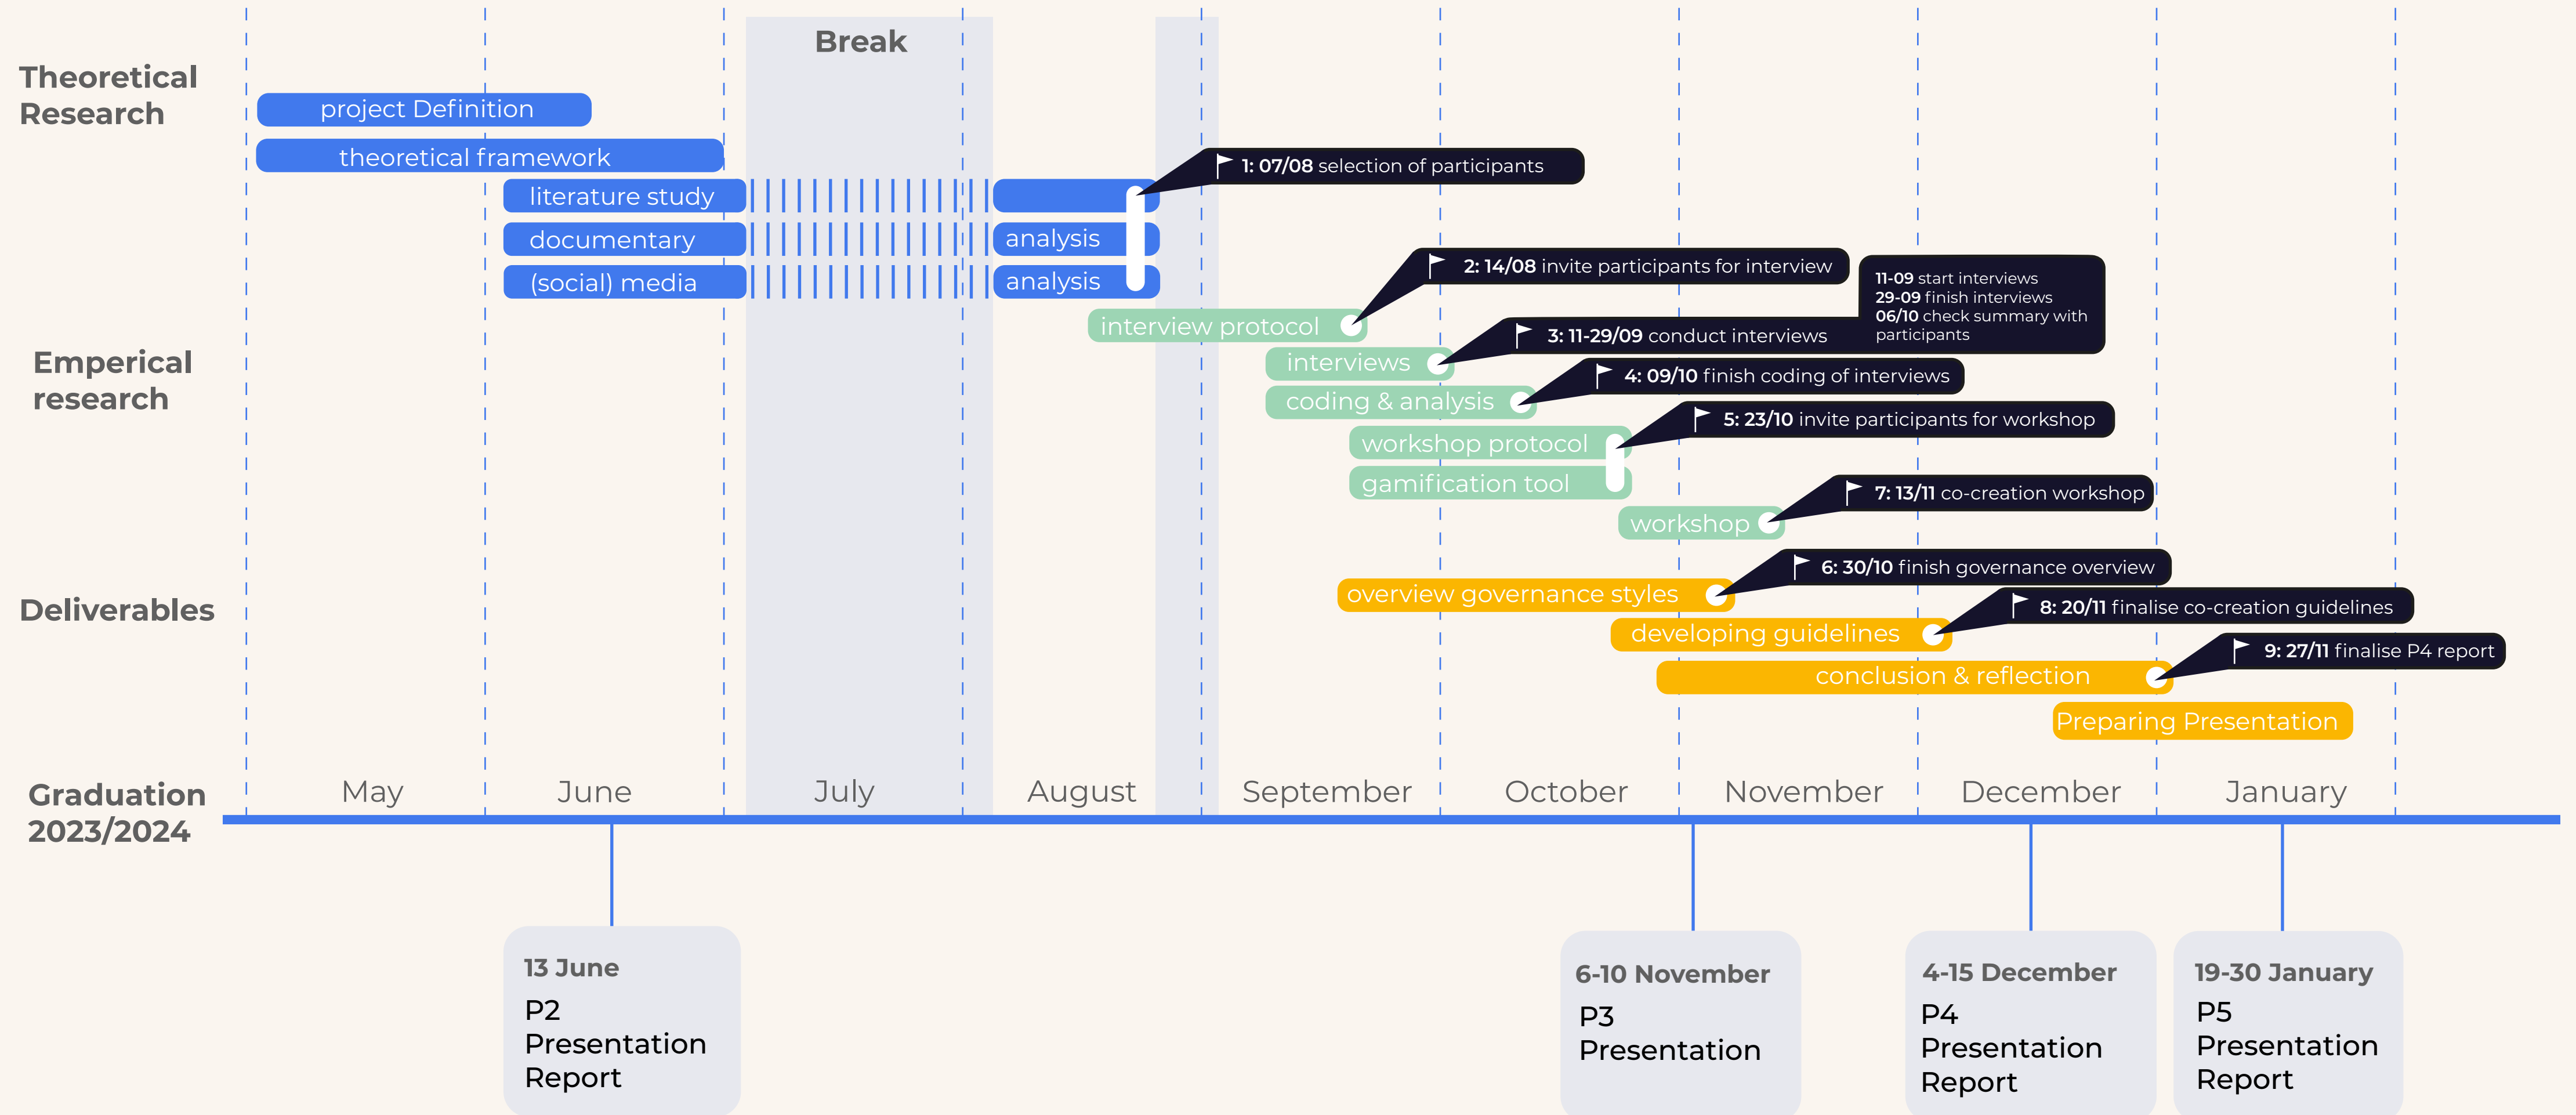 Break
Theoretical
Research
project Definition
theoretical framework
1: 07/08 selection of participants
literature study
documentary
analysis
(social) media
analysis
2: 14/08 invite participants for interview
11-09 start interviews
29-09 finish interviews
06/10 check summary with
participants
interview protocol
3: 11-29/09 conduct interviews
Emperical
research
interviews
4: 09/10 finish coding of interviews
coding & analysis
5: 23/10 invite participants for workshop
workshop protocol
gamification tool
7: 13/11 co-creation workshop
workshop
6: 30/10 finish governance overview
Deliverables
overview governance styles
8: 20/11 finalise co-creation guidelines
developing guidelines
9: 27/11 finalise P4 report
conclusion & reflection
Preparing Presentation
Graduation
2023/2024
May
June
July
August
September
October
November
December
January
13 June
P2
Presentation
Report
6-10 November
P3
Presentation
4-15 December
P4
Presentation
Report
19-30 January
P5
Presentation
Report